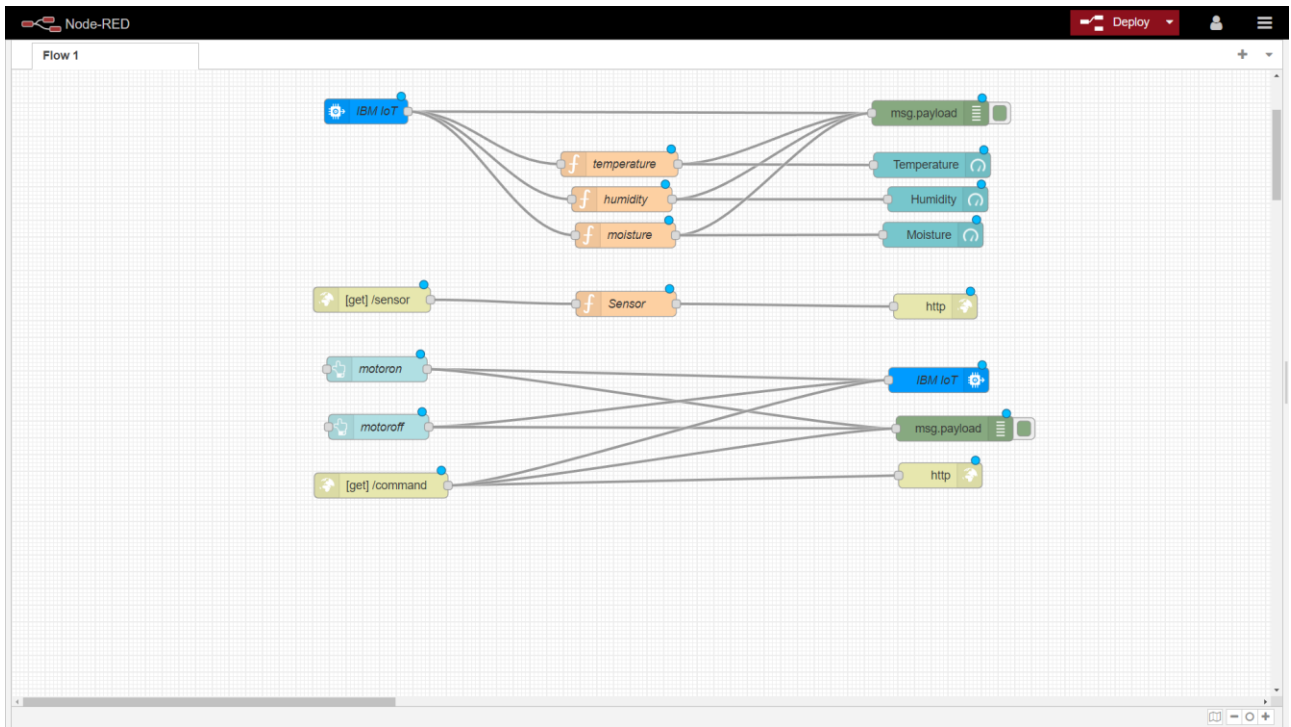 Node-RED
Deploy
Flow 1
IBM IoT
msg.payload
temperature
Temperature
humidity
Humidity
moisture
Moisture
[get] /sensor
Sensor
http
motoron
IBM IoT
motoroff
msg.payload
[get] /command
http